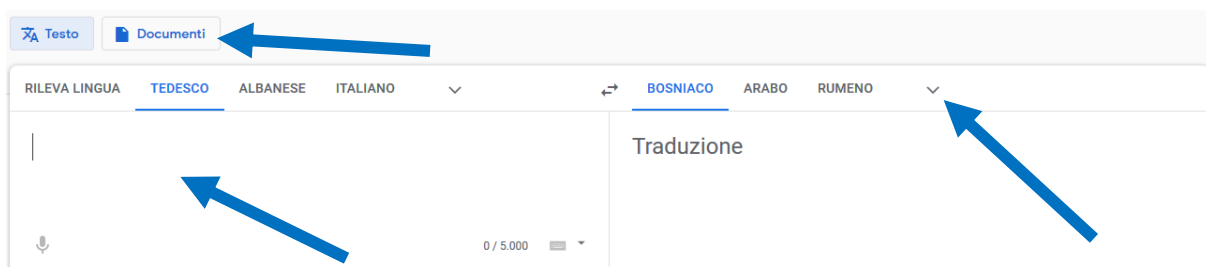 Testo Documenti
RILEVA LINGUA TEDESCO ALBANESE ITALIANO BOSNIACO ARABO RUMENO
Traduzione
0 / 5.000